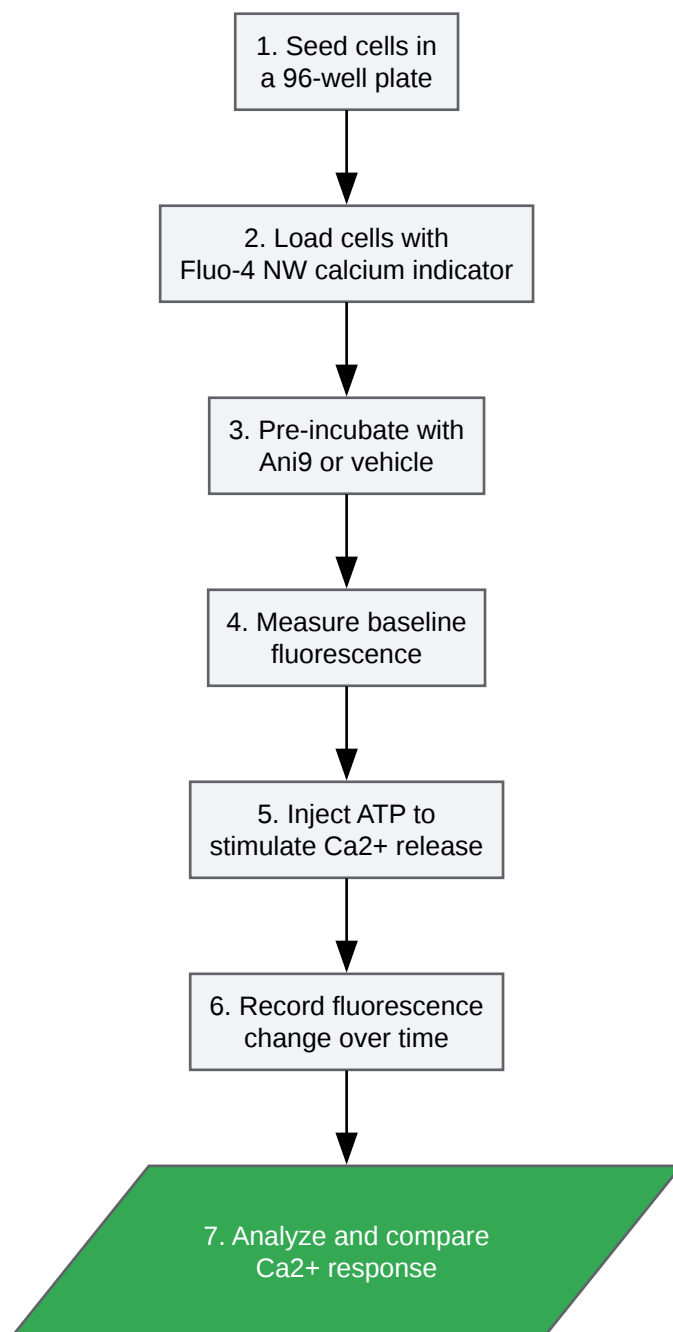 1. Seed cells in
a 96-well plate
2. Load cells with
Fluo-4 NW calcium indicator
3. Pre-incubate with
Ani9 or vehicle
4. Measure baseline
fluorescence
5. Inject ATP to
stimulate Ca2+ release
6. Record fluorescence
change over time
7. Analyze and compare
Ca2+ response